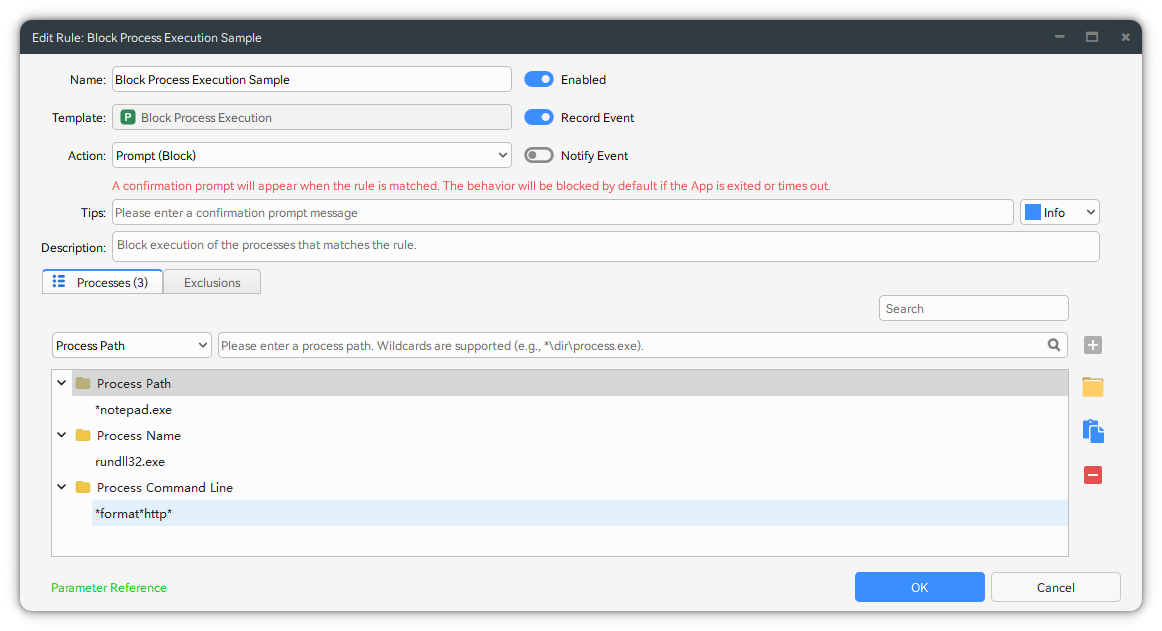 Edit Rule: Block Process Execution Sample
Name: Block Process Execution Sample Enabled
Template: P Block Process Execution Record Event
Action: Prompt (Block) Notify Event
A confirmation prompt will appear when the rule is matched. The behavior will be blocked by default if the App is exited or times out.
Tips: Please enter a confirmation prompt message Info
Description: Block execution of the processes that matches the rule.
Processes (3) Exclusions
Search
Process Path Please enter a process path. Wildcards are supported (e.g., *\dir\process.exe).
Process Path
*notepad.exe
Process Name
rundll32.exe
Process Command Line
*format*http*
Parameter Reference OK Cancel